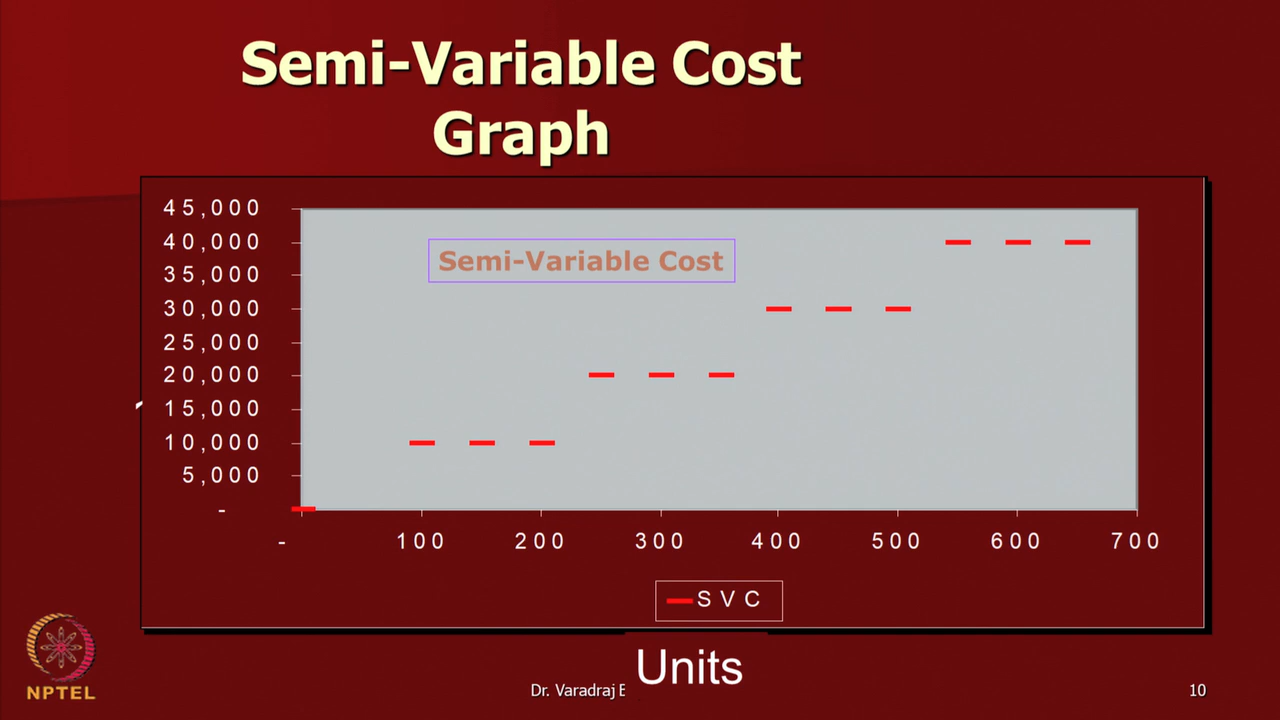 Semi-Variable Cost
Graph
45,000
40,000
35,000
30,000
25,000
20,000
15,000
10,000
5,000
-
Semi-Variable Cost
- 100 200 300 400 500 600 700
SVC
Units
NPTEL
Dr. Varadraj B
10